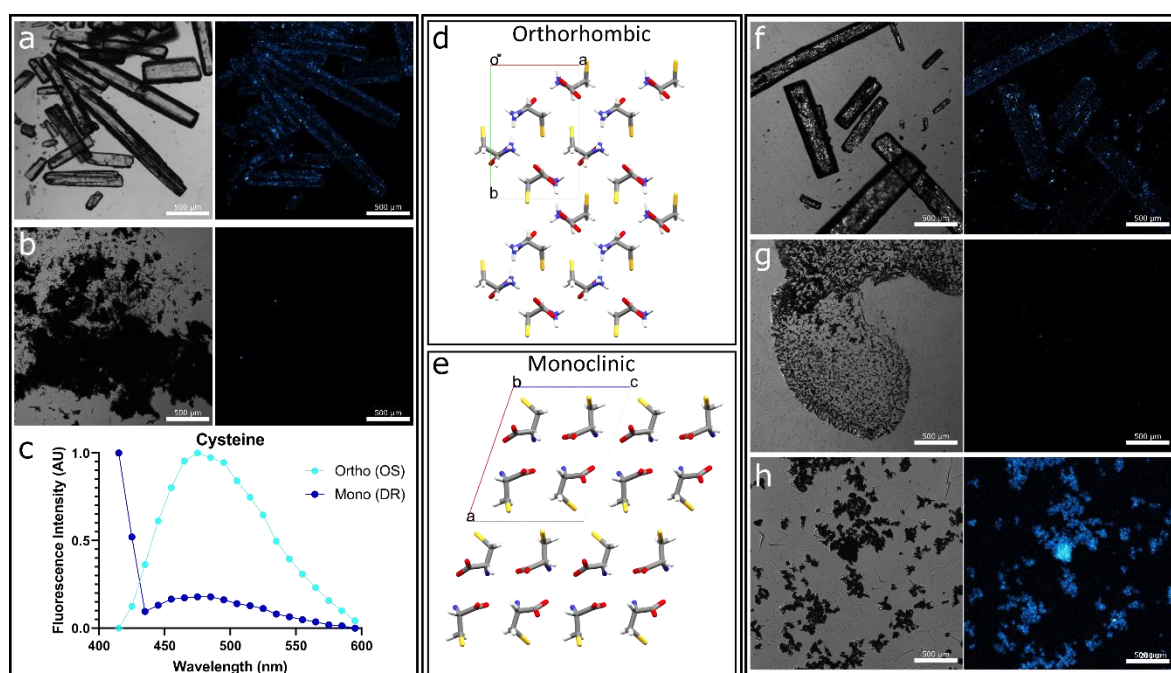 a
500 µm
500 µm
b
500 µm
500 µm
c
Cysteine
Fluorescence Intensity (AU)
1.0
0.5
0.0
400
450
500
550
600
Wavelength (nm)
Ortho (OS)
Mono (DR)
d
Orthorhombic
o
a
b
e
Monoclinic
b
c
a
f
500 µm
500 µm
g
500 µm
500 µm
h
500 µm